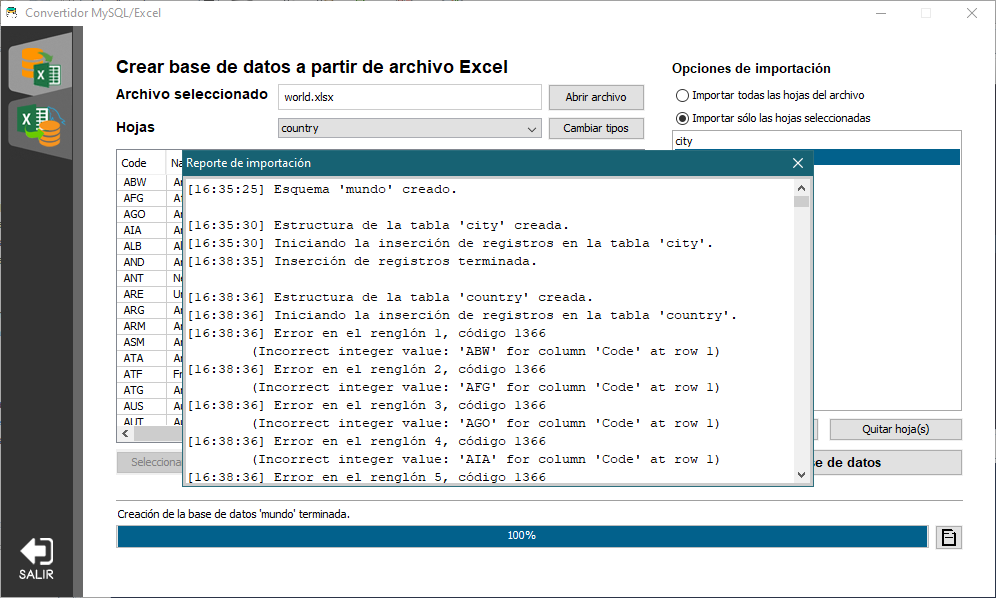 Convertidor MySQL/Excel
Crear base de datos a partir de archivo Excel
Archivo seleccionado
world.xlsx
Abrir archivo
Hojas
country
Cambiar tipos
Opciones de importación
Importar todas las hojas del archivo
Importar sólo las hojas seleccionadas
city
Code
ABW
AFG
AGO
AIA
ALB
AND
ANT
ARE
ARG
ARM
ASM
ATA
ATF
ATG
AUS
AUT
Reporte de importación
[16:35:25] Esquema 'mundo' creado.
[16:35:30] Estructura de la tabla 'city' creada.
[16:35:30] Iniciando la inserción de registros en la tabla 'city'.
[16:38:35] Inserción de registros terminada.
[16:38:36] Estructura de la tabla 'country' creada.
[16:38:36] Iniciando la inserción de registros en la tabla 'country'.
[16:38:36] Error en el renglón 1, código 1366
(Incorrect integer value: 'ABW' for column 'Code' at row 1)
[16:38:36] Error en el renglón 2, código 1366
(Incorrect integer value: 'AFG' for column 'Code' at row 1)
[16:38:36] Error en el renglón 3, código 1366
(Incorrect integer value: 'AGO' for column 'Code' at row 1)
[16:38:36] Error en el renglón 4, código 1366
(Incorrect integer value: 'AIA' for column 'Code' at row 1)
[16:38:36] Error en el renglón 5, código 1366
Quitar hoja(s)
de datos
Creación de la base de datos 'mundo' terminada.
100%
X
X
SALIR